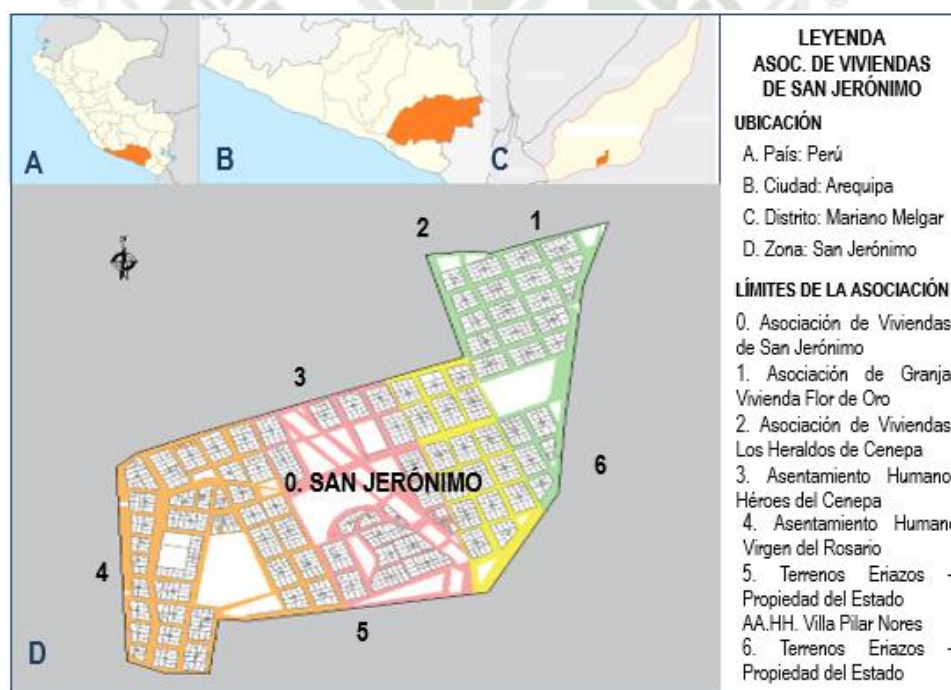 A
B
C
LEYENDA
ASOC. DE VIVIENDAS
DE SAN JERÓNIMO
UBICACIÓN
A. País: Perú
B. Ciudad: Arequipa
C. Distrito: Mariano Melgar
D. Zona: San Jerónimo
LÍMITES DE LA ASOCIACIÓN
0. Asociación de Viviendas
de San Jerónimo
1. Asociación de Granja
Vivienda Flor de Oro
2. Asociación de Viviendas
Los Heraldos de Cenepa
3. Asentamiento Humano
Héroes del Cenepa
4. Asentamiento Human
Virgen del Rosario
5. Terrenos Eriazos -
Propiedad del Estado
AA.HH. Villa Pilar Nores
6. Terrenos Eriazos -
Propiedad del Estado
2
1
3
0. SAN JERÓNIMO
6
4
5
D